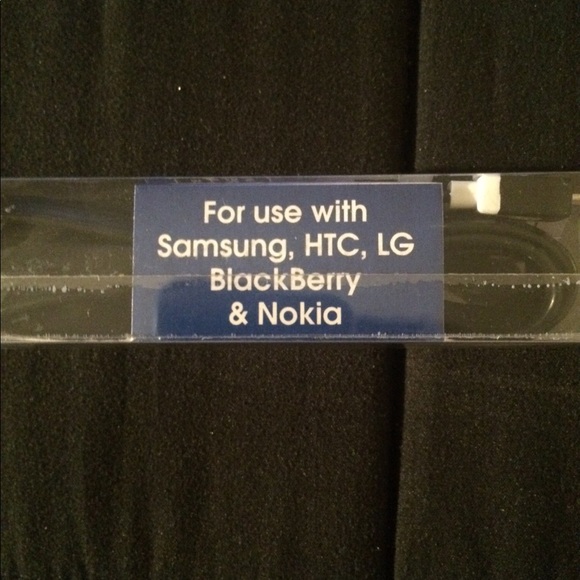 For use with
Samsung, HTC, LG
BlackBerry
& Nokia